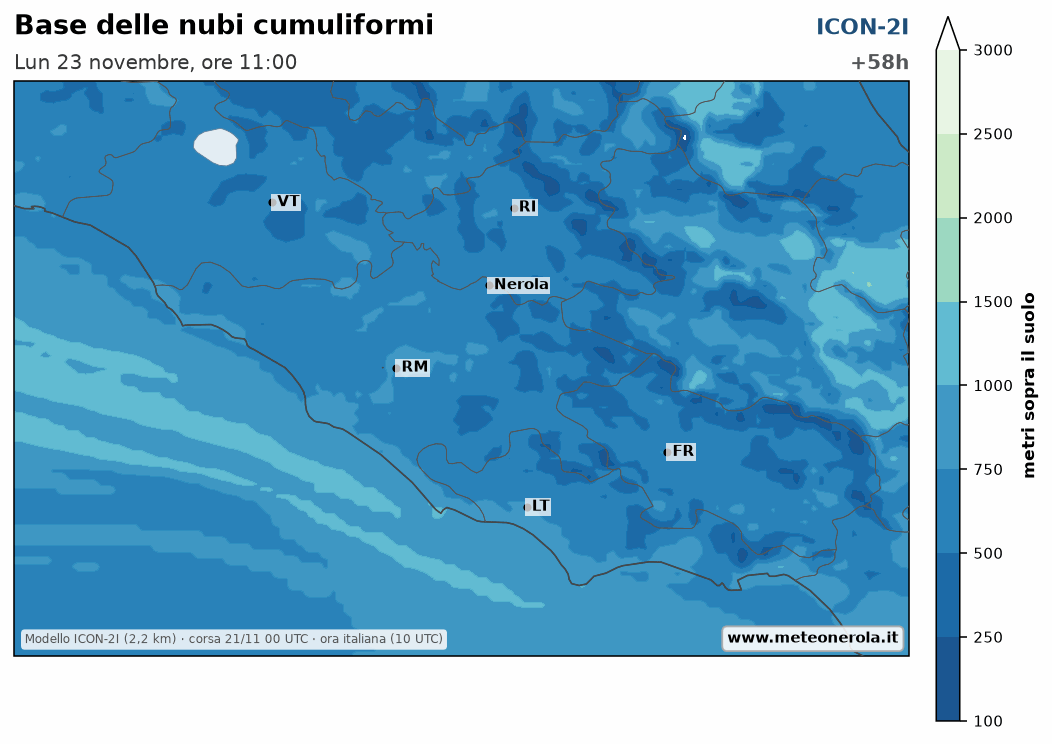 Base delle nubi cumuliformi
ICON-2I
Lun 23 novembre, ore 11:00
+58h
VT
RI
Nerola
RM
FR
LT
Modello ICON-2I (2,2 km) · corsa 21/11 00 UTC · ora italiana (10 UTC)
www.meteonerola.it
3000
2500
2000
1500
1000
750
500
250
100
metri sopra il suolo